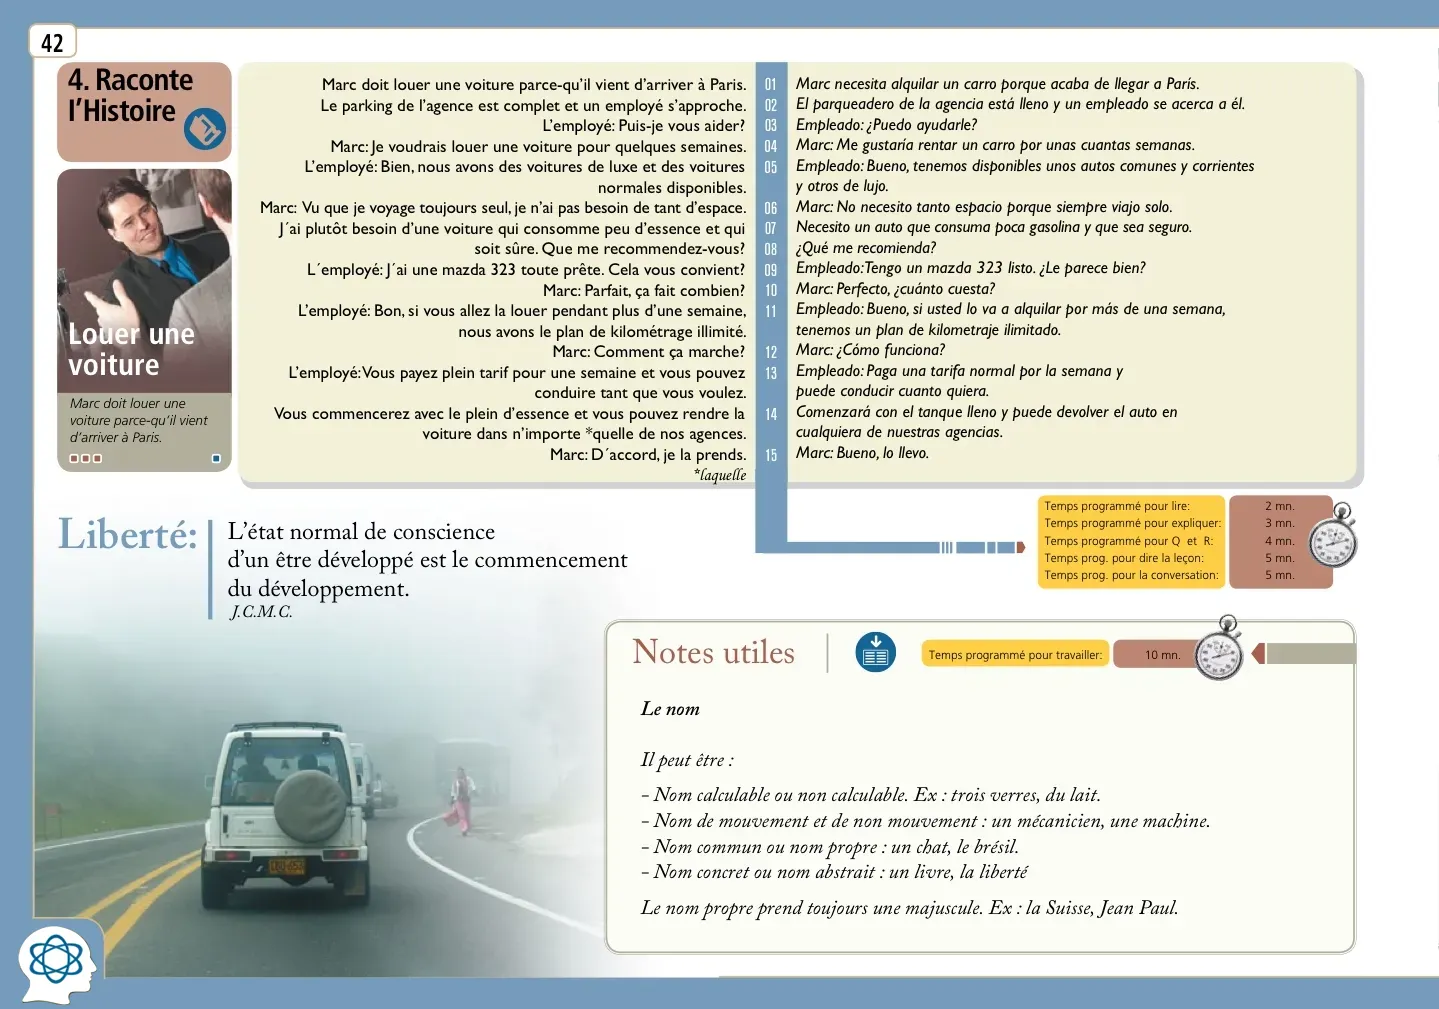 42
4. Raconte
l'Histoire
Louer une
voiture
Marc doit louer une
voiture parce-qu'il vient
d'arriver à Paris.
Marc doit louer une voiture parce-qu'il vient d'arriver à Paris.
Le parking de l'agence est complet et un employé s'approche.
L'employé: Puis-je vous aider?
Marc: Je voudrais louer une voiture pour quelques semaines.
L'employé: Bien, nous avons des voitures de luxe et des voitures
normales disponibles.
Marc: Vu que je voyage toujours seul, je n'ai pas besoin de tant d'espace.
J´ai plutôt besoin d'une voiture qui consomme peu d'essence et qui
soit sûre. Que me recommendez-vous?
L´employé: J´ai une mazda 323 toute prête. Cela vous convient?
Marc: Parfait, ça fait combien?
L'employé: Bon, si vous allez la louer pendant plus d'une semaine,
nous avons le plan de kilométrage illimité.
Marc: Comment ça marche?
L'employé: Vous payez plein tarif pour une semaine et vous pouvez
conduire tant que vous voulez.
Vous commencerez avec le plein d'essence et vous pouvez rendre la
voiture dans n'importe *quelle de nos agences.
Marc: D´accord, je la prends.
*laquelle
01 Marc necesita alquilar un carro porque acaba de llegar a París.
02 El parqueadero de la agencia está lleno y un empleado se acerca a él.
03 Empleado: ¿Puedo ayudarle?
04 Marc: Me gustaría rentar un carro por unas cuantas semanas.
05 Empleado: Bueno, tenemos disponibles unos autos comunes y corrientes
y otros de lujo.
06 Marc: No necesito tanto espacio porque siempre viajo solo.
07 Necesito un auto que consuma poca gasolina y que sea seguro.
08 ¿Qué me recomienda?
09 Empleado: Tengo un mazda 323 listo. ¿Le parece bien?
10 Marc: Perfecto, ¿cuánto cuesta?
11 Empleado: Bueno, si usted lo va a alquilar por más de una semana,
tenemos un plan de kilometraje ilimitado.
12 Marc: ¿Cómo funciona?
13 Empleado: Paga una tarifa normal por la semana y
puede conducir cuanto quiera.
14 Comenzará con el tanque lleno y puede devolver el auto en
cualquiera de nuestras agencias.
15 Marc: Bueno, lo llevo.
Temps programmé pour lire: 2 mn.
Temps programmé pour expliquer: 3 mn.
Temps programmé pour Q et R: 4 mn.
Temps prog. pour dire la leçon: 5 mn.
Temps prog. pour la conversation: 5 mn.
Liberté:
L'état normal de conscience
d'un être développé est le commencement
du développement.
J.C.M.C.
Notes utiles
Temps programmé pour travailler: 10 mn.
Le nom
Il peut être :
- Nom calculable ou non calculable. Ex : trois verres, du lait.
- Nom de mouvement et de non mouvement : un mécanicien, une machine.
- Nom commun ou nom propre : un chat, le brésil.
- Nom concret ou nom abstrait : un livre, la liberté
Le nom propre prend toujours une majuscule. Ex : la Suisse, Jean Paul.